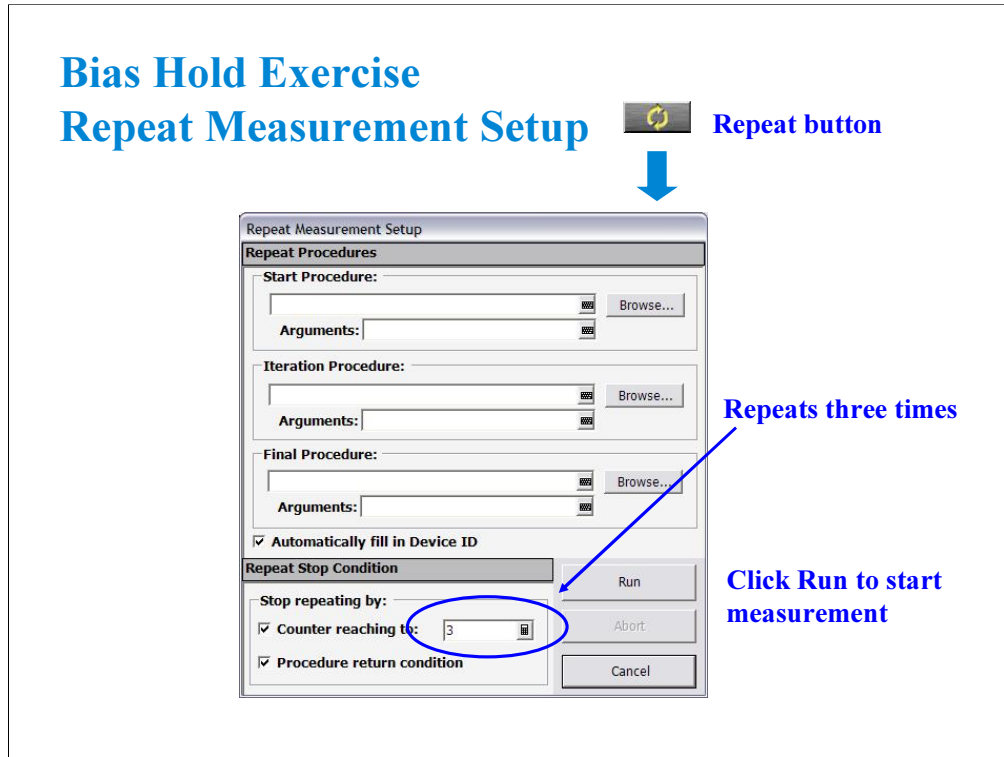 Bias Hold Exercise
Repeat Measurement Setup
Repeat button
Repeat Measurement Setup
Repeat Procedures
Start Procedure:
Browse...
Arguments:
Iteration Procedure:
Browse...
Arguments:
Repeats three times
Final Procedure:
Browse...
Arguments:
Automatically fill in Device ID
Repeat Stop Condition
Run
Click Run to start
measurement
Stop repeating by:
Counter reaching to: 3
Abort
Procedure return condition
Cancel